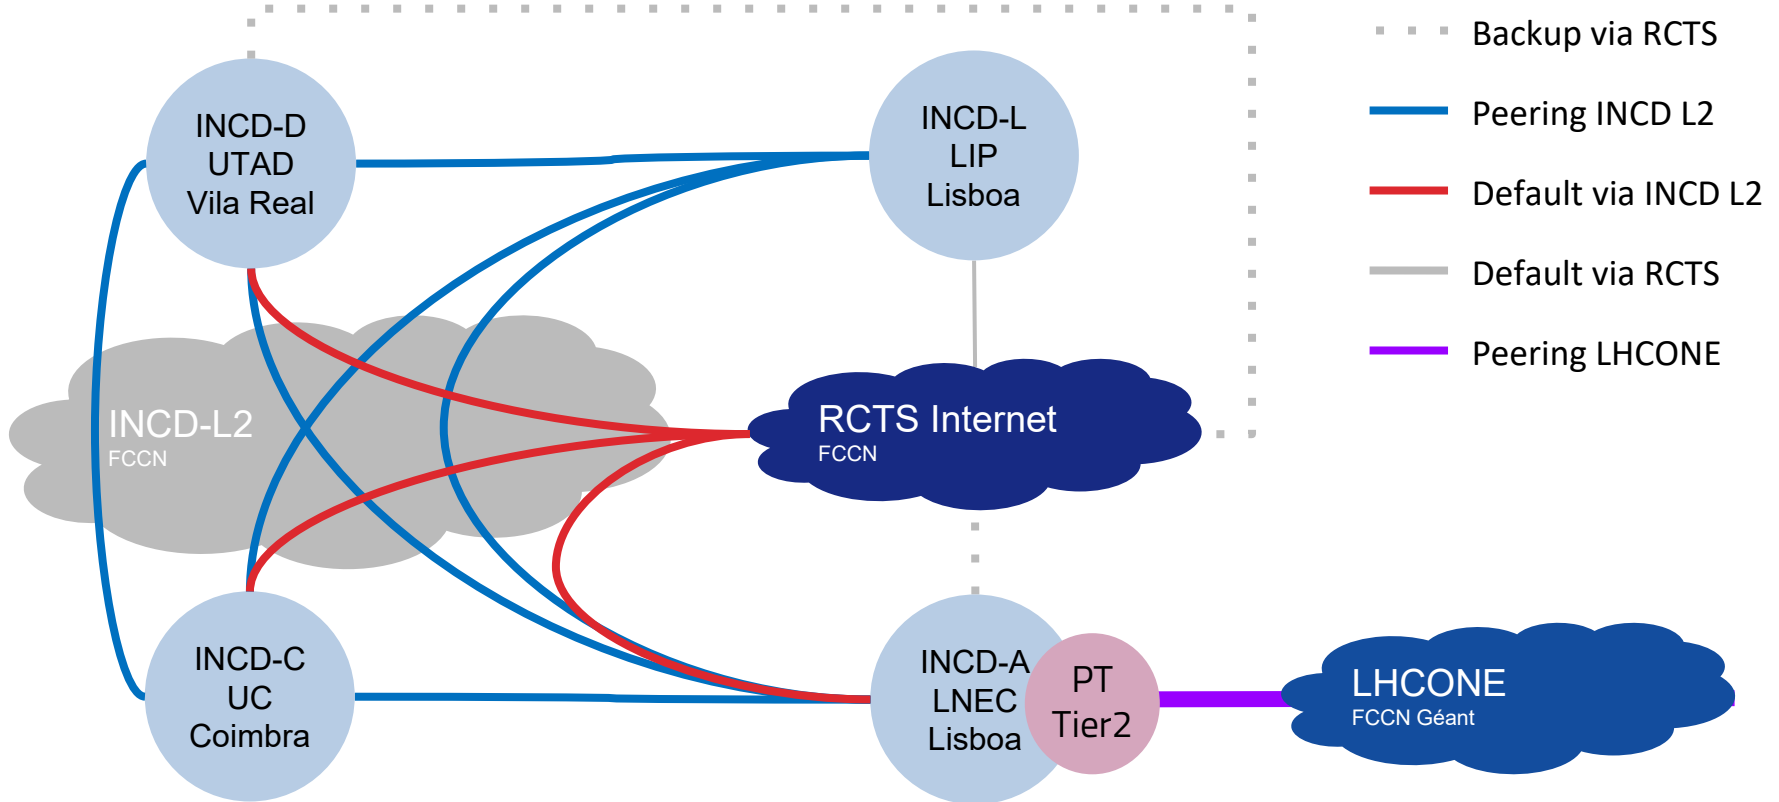 Backup via RCTS
Peering INCD L2
Default via INCD L2
Default via RCTS
Peering LHCONE
INCD-D
UTAD
Vila Real
INCD-L
LIP
Lisboa
INCD-L2
FCCN
RCTS Internet
FCCN
INCD-C
UC
Coimbra
INCD-A
LNEC
Lisboa
PT
Tier2
LHCONE
FCCN Géant